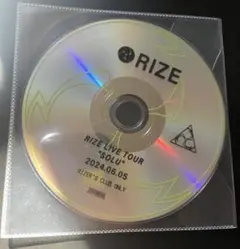 RIZE
RIZE LIVE TOUR
"SOLU"
2024.06.05
RIZER'S CLUB ONLY